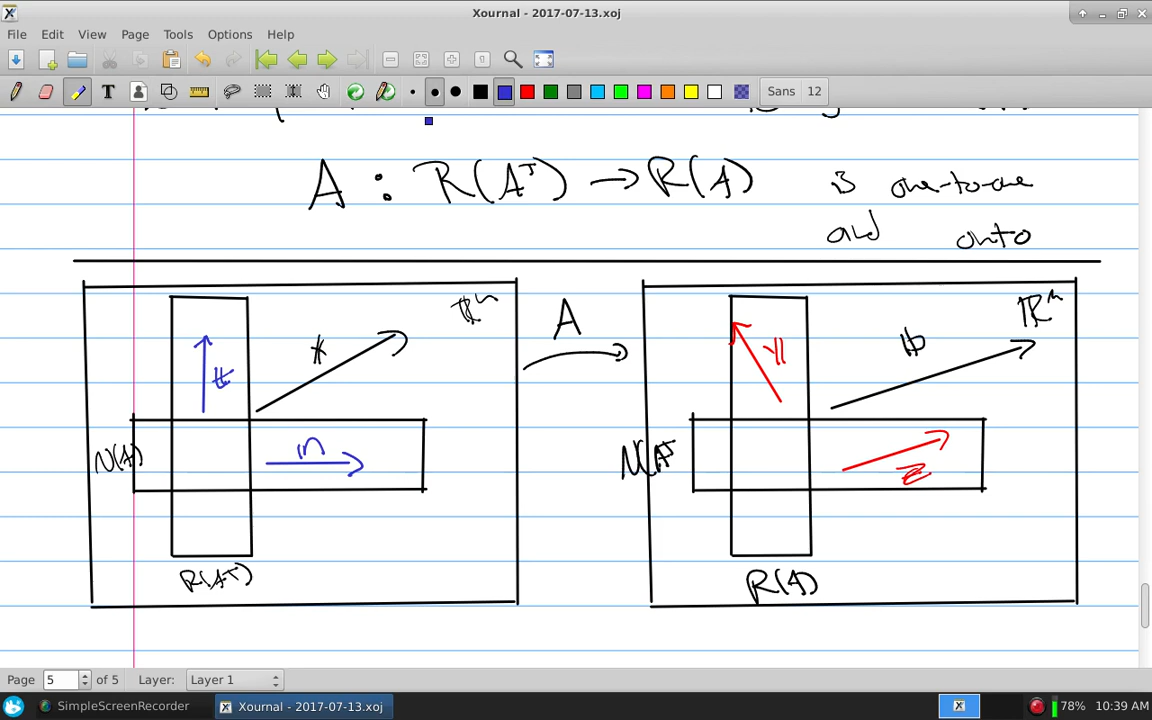 Xournal - 2017-07-13.xoj
File Edit View Page Tools Options Help
Sans 12
A : R(Aᵀ) → R(A) is one-to-one
and onto
ℝⁿ A ℝᵐ
x b
t y
N(A) n N(Aᵀ z
R(Aᵀ) R(A)
Page 5 of 5 Layer: Layer 1
SimpleScreenRecorder Xournal - 2017-07-13.xoj 78% 10:39 AM